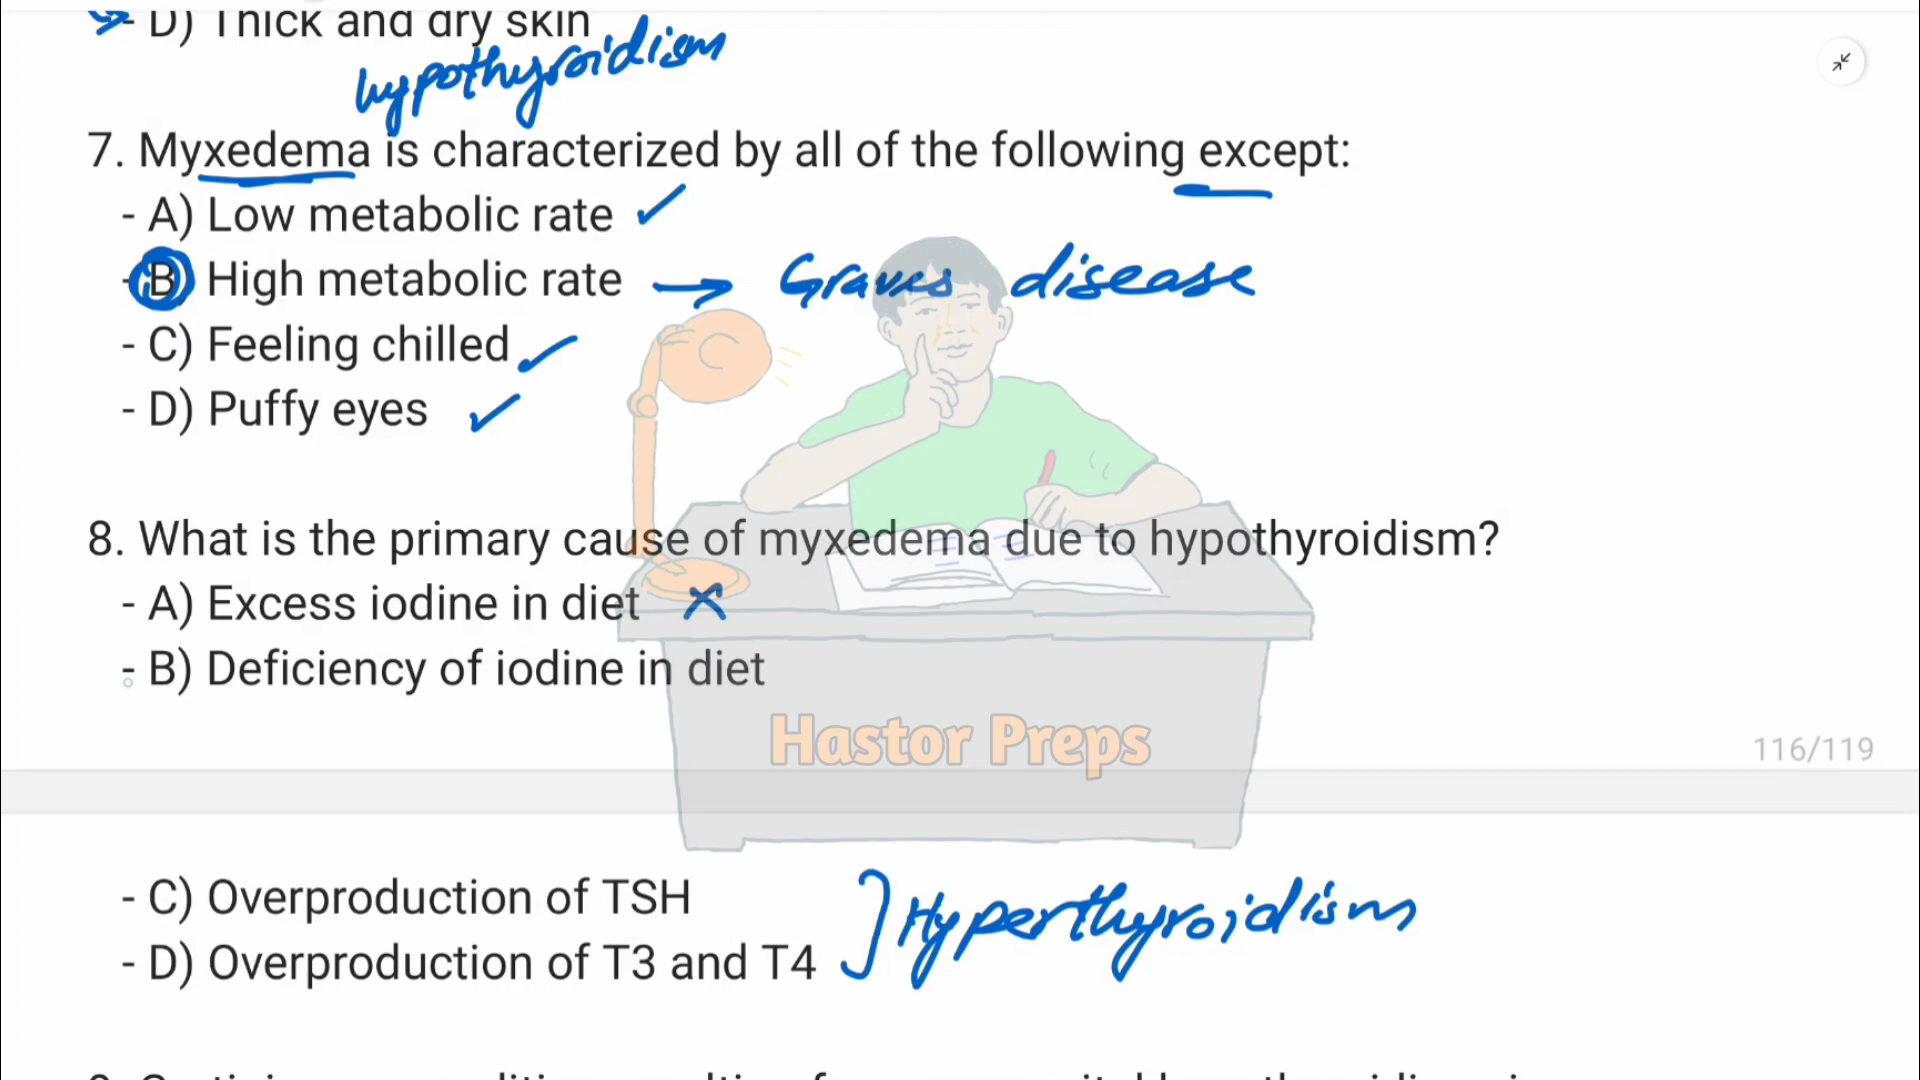 D) Thick and dry skin
hypothyroidism
7. Myxedema is characterized by all of the following except:
- A) Low metabolic rate
- B) High metabolic rate → Graves disease
- C) Feeling chilled
- D) Puffy eyes
8. What is the primary cause of myxedema due to hypothyroidism?
- A) Excess iodine in diet
- B) Deficiency of iodine in diet
Hastor Preps
116/119
- C) Overproduction of TSH
- D) Overproduction of T3 and T4
Hyperthyroidism